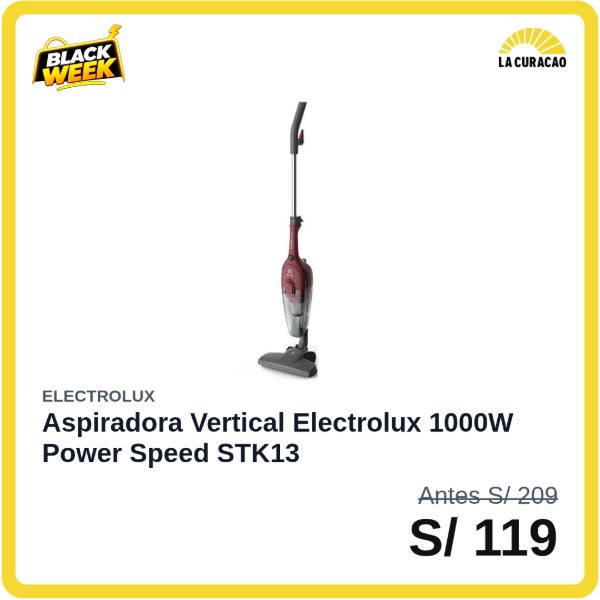 BLACK
WEEK
LA CURACAO
ELECTROLUX
Aspiradora Vertical Electrolux 1000W
Power Speed STK13
Antes S/ 209
S/ 119